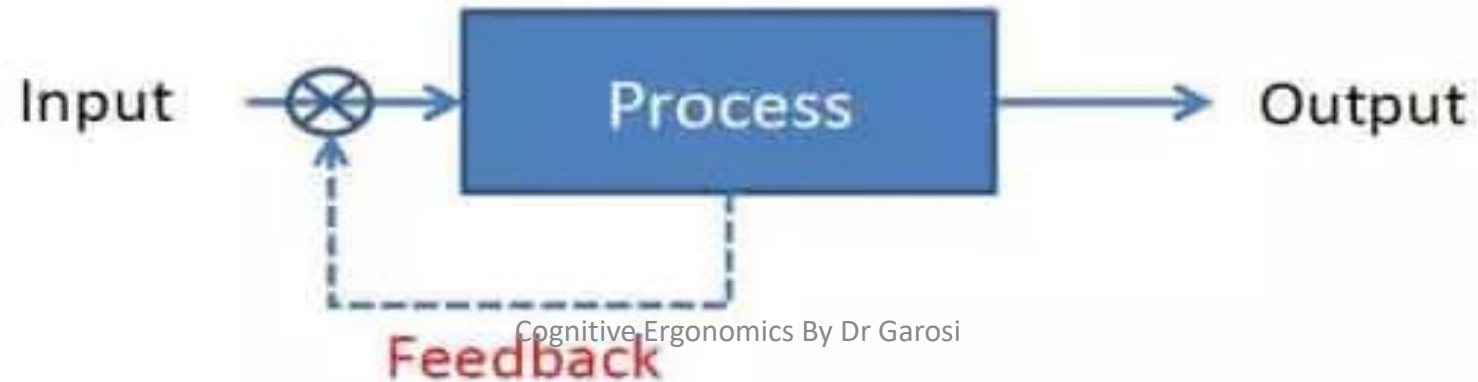 Input
Process
Output
Cognitive Ergonomics By Dr Garosi
Feedback